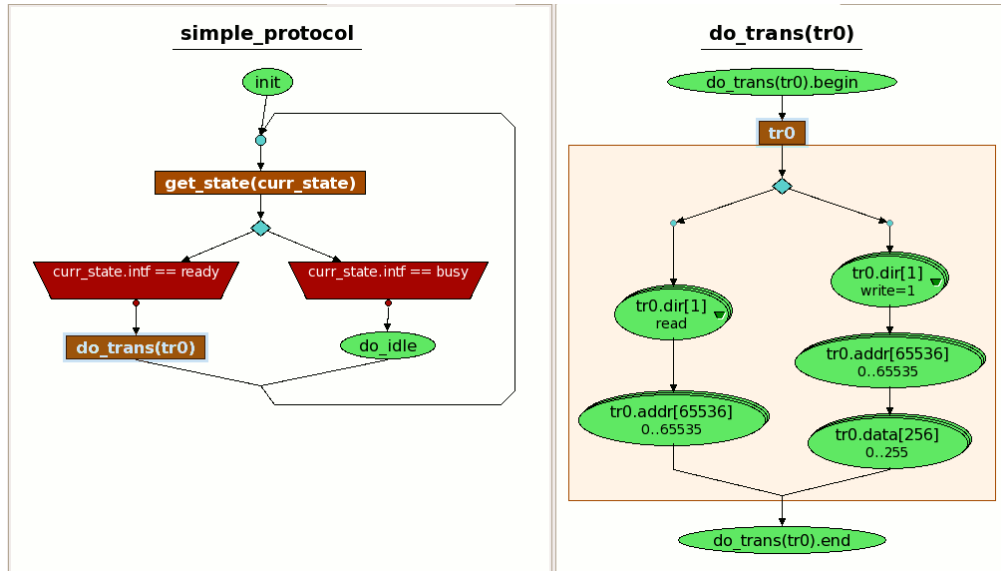 simple_protocol
init
get_state(curr_state)
curr_state.intf == ready
curr_state.intf == busy
do_trans(tr0)
do_idle
do_trans(tr0)
do_trans(tr0).begin
tr0
tr0.dir[1]
read
tr0.addr[65536]
0..65535
tr0.dir[1]
write=1
tr0.addr[65536]
0..65535
tr0.data[256]
0..255
do_trans(tr0).end